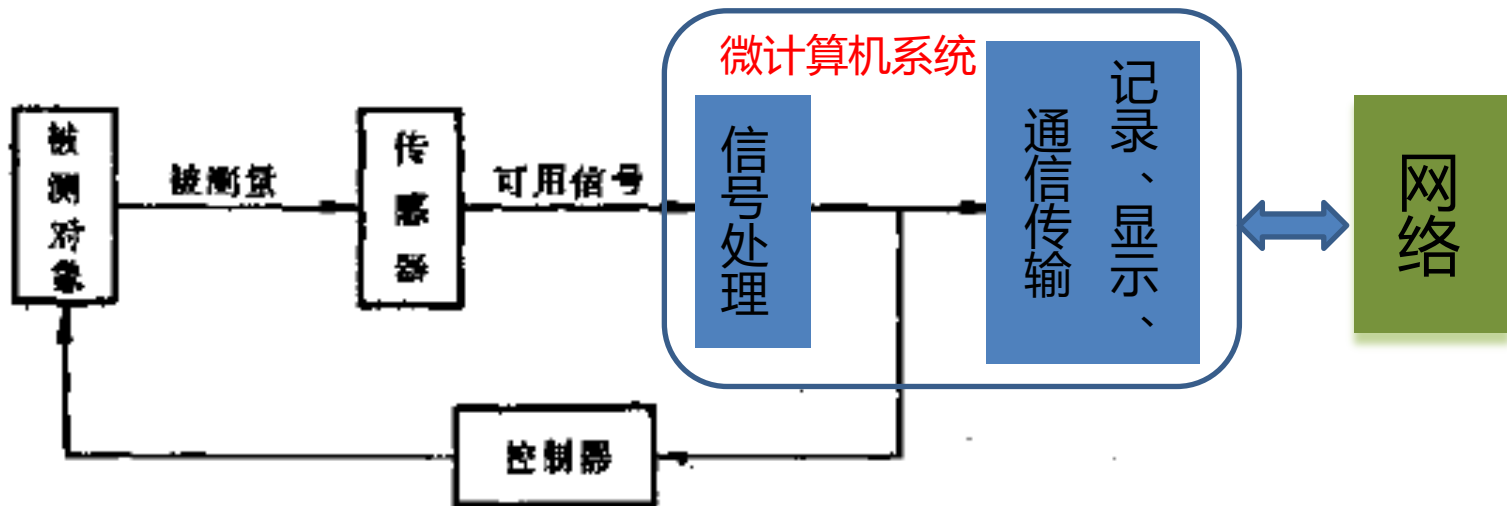 微计算机系统
被测对象
被测量
传感器
可用信号
信号处理
记录、显示、
通信传输
网络
控制器